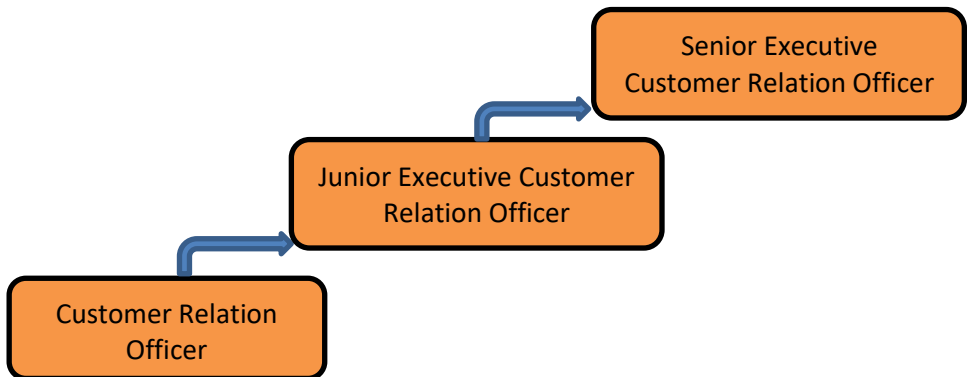 Senior Executive
Customer Relation Officer
Junior Executive Customer
Relation Officer
Customer Relation
Officer